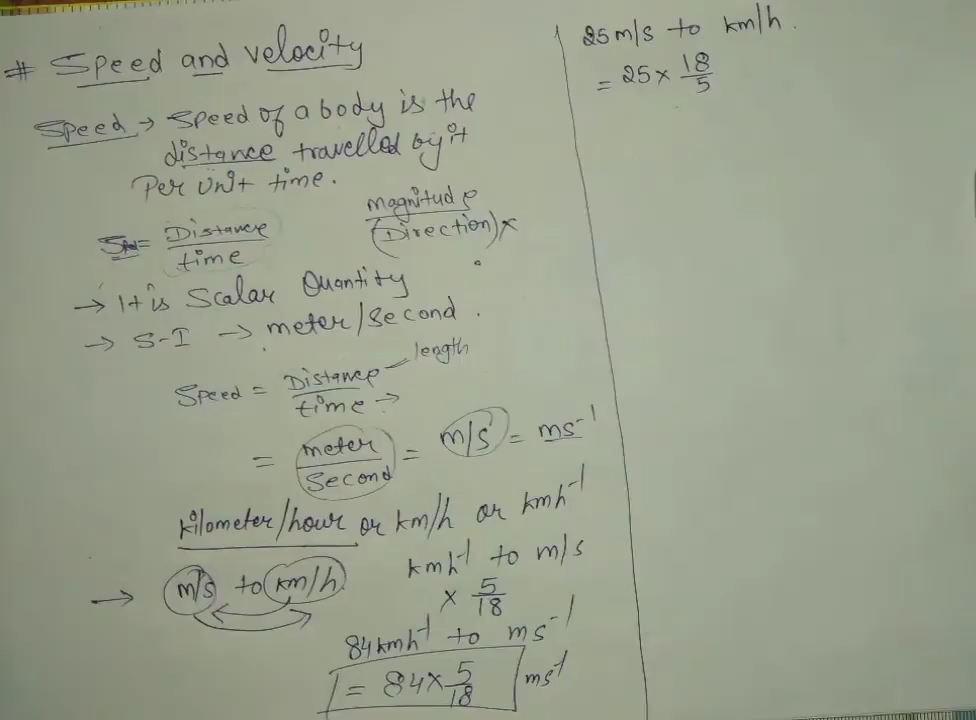 # Speed and velocity
Speed → Speed of a body is the
distance travelled by it
Per unit time.
= Distance / time
magnitude
(Direction) ×
→ It is Scalar Quantity
→ S-I → meter/second.
Speed = Distance / time →
length
= meter / Second = m/s = ms⁻¹
kilometer/hour or km/h or kmh⁻¹
→ m/s to km/h
kmh⁻¹ to m/s
× 5/18
84 kmh⁻¹ to ms⁻¹
= 84 × 5/18 ms⁻¹
25 m/s to km/h.
= 25 × 18/5